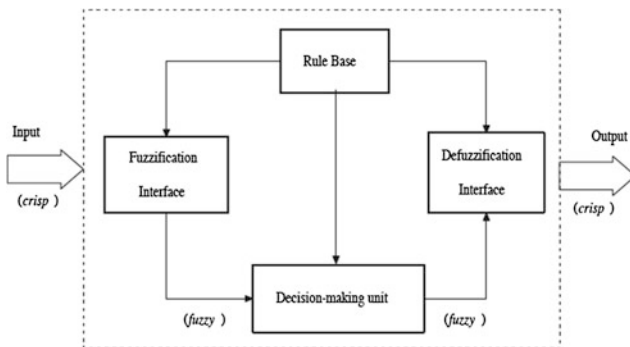 Rule Base
Input
(crisp )
Fuzzification
Interface
Defuzzification
Interface
Output
(crisp )
Decision-making unit
(fuzzy )
(fuzzy )